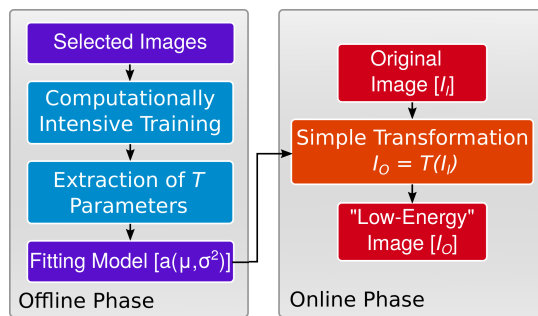 Selected Images
Computationally
Intensive Training
Extraction of T
Parameters
Fitting Model [a(μ,σ²)]
Offline Phase
Original
Image [I_I]
Simple Transformation
I_O = T(I_I)
"Low-Energy"
Image [I_O]
Online Phase